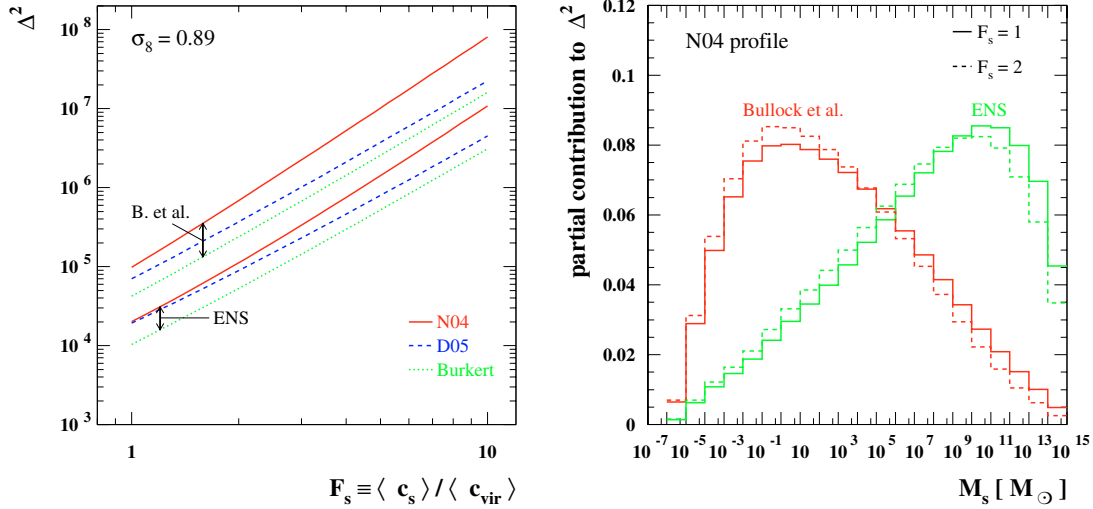 Δ²
10⁸
10⁷
10⁶
10⁵
10⁴
10³
σ₈ = 0.89
B. et al.
ENS
N04
D05
Burkert
1
10
F_s ≡ ⟨ c_s ⟩ / ⟨ c_vir ⟩
partial contribution to Δ²
0.12
0.1
0.08
0.06
0.04
0.02
0
N04 profile
F_s = 1
F_s = 2
Bullock et al.
ENS
10⁻⁷ 10⁻⁵ 10⁻³ 10⁻¹ 10 10³ 10⁵ 10⁷ 10⁹ 10¹¹ 10¹³ 10¹⁵
M_s [ M_⊙ ]